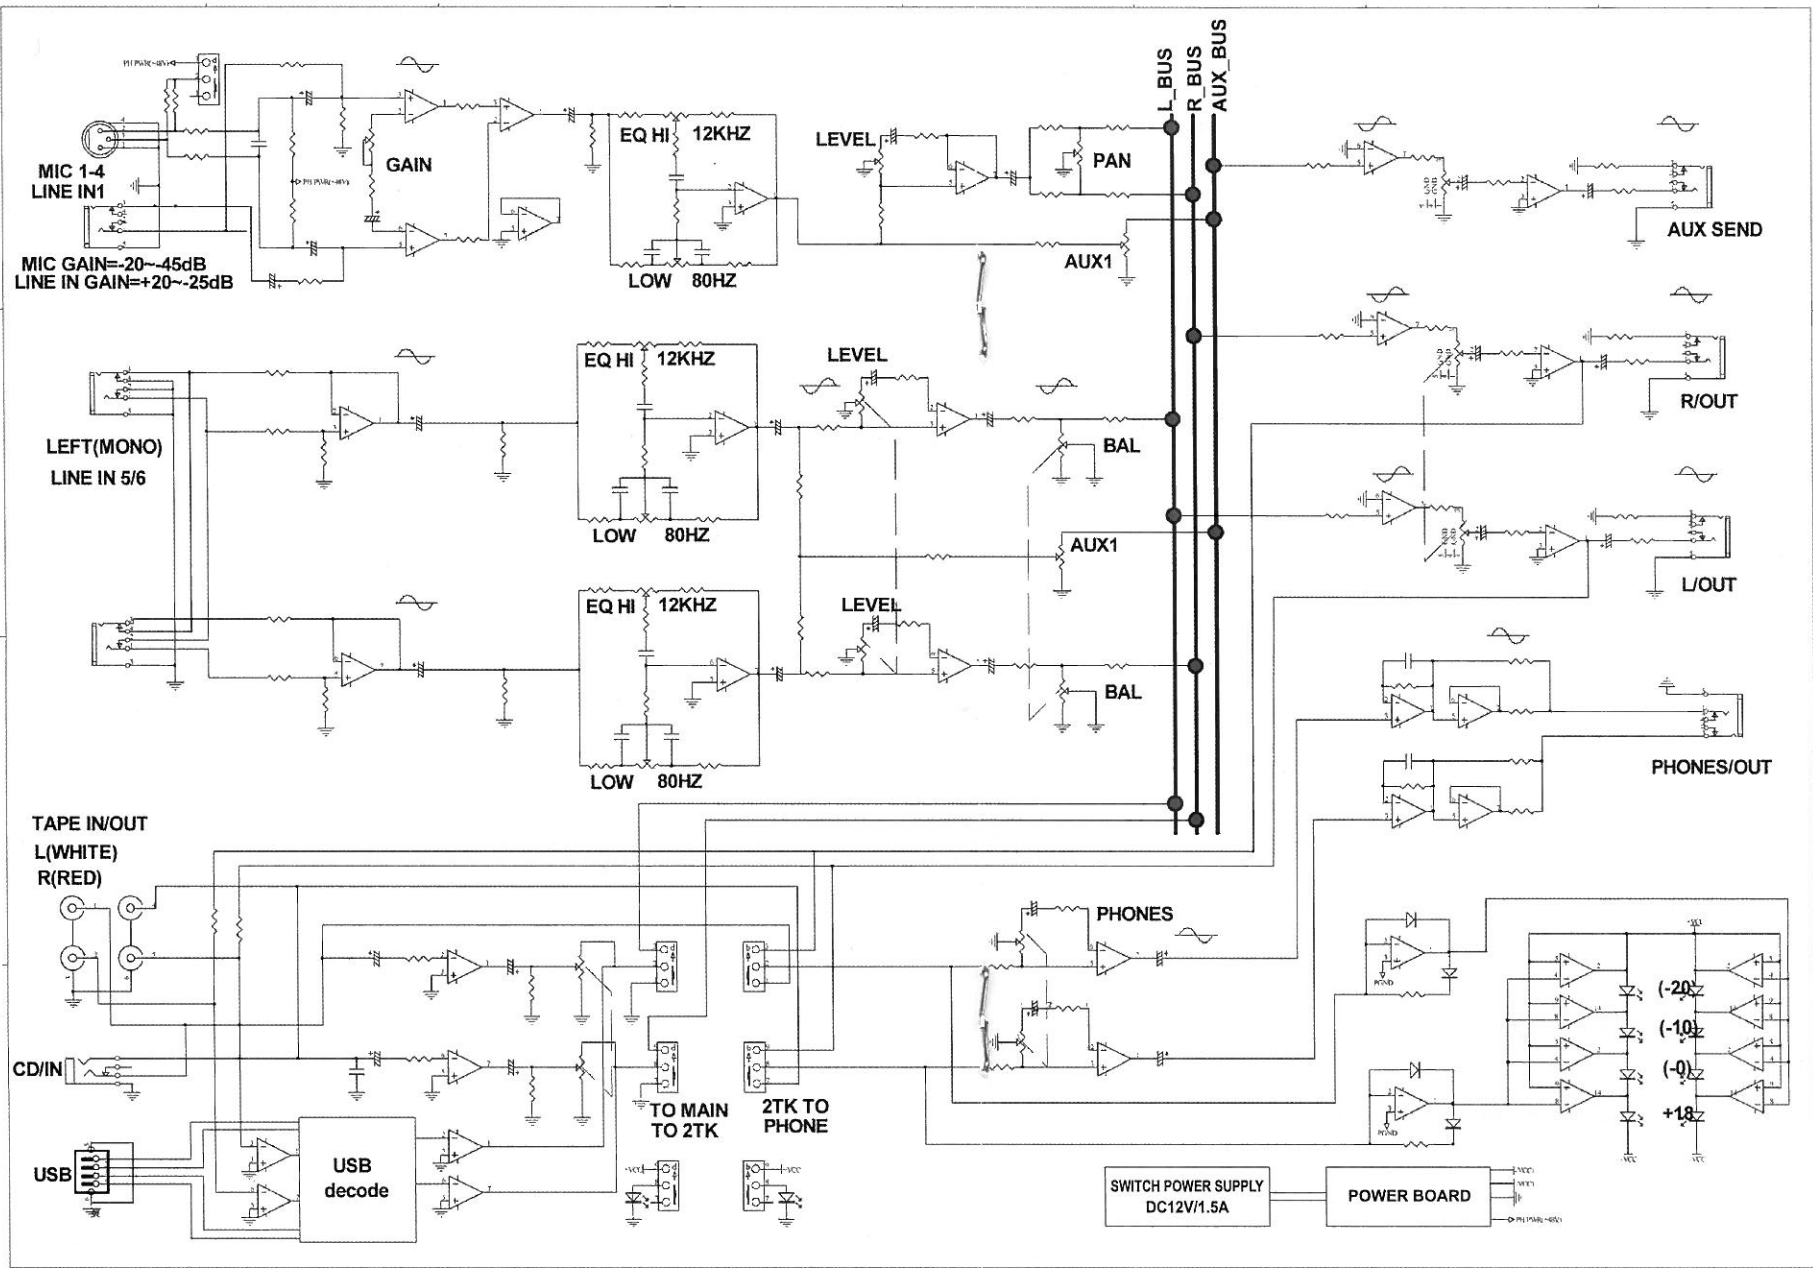 L_BUS
R_BUS
AUX_BUS
MIC 1-4
LINE IN1
GAIN
EQ HI
12KHZ
LOW
80HZ
LEVEL
PAN
AUX1
AUX SEND
MIC GAIN=-20~-45dB
LINE IN GAIN=+20~-25dB
LEFT(MONO)
LINE IN 5/6
EQ HI
12KHZ
LOW
80HZ
LEVEL
BAL
AUX1
R/OUT
L/OUT
EQ HI
12KHZ
LOW
80HZ
LEVEL
BAL
PHONES/OUT
TAPE IN/OUT
L(WHITE)
R(RED)
CD/IN
USB
USB
decode
TO MAIN
TO 2TK
2TK TO
PHONE
PHONES
PGND
PGND
(-20)
(-10)
(-0)
+18
-VCC
-VCC
SWITCH POWER SUPPLY
DC12V/1.5A
POWER BOARD